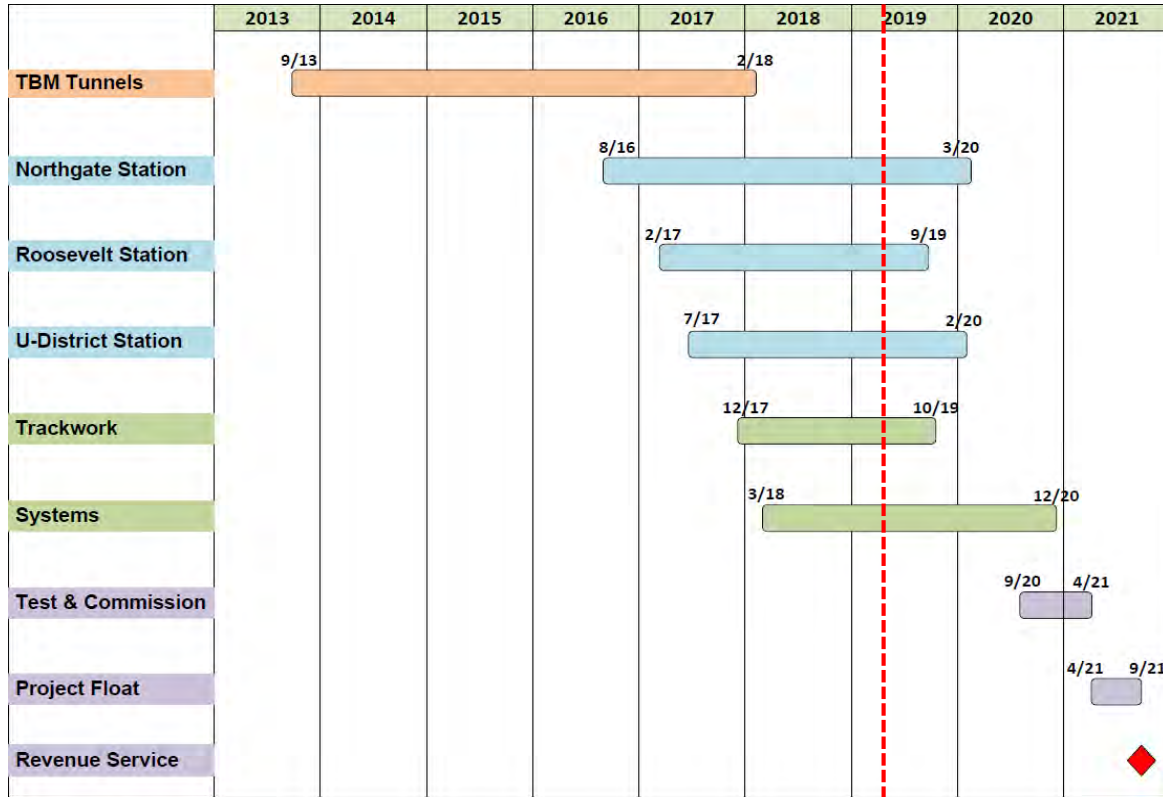 2013 2014 2015 2016 2017 2018 2019 2020 2021
9/13 2/18
TBM Tunnels
8/16 3/20
Northgate Station
2/17 9/19
Roosevelt Station
7/17 2/20
U-District Station
12/17 10/19
Trackwork
3/18 12/20
Systems
9/20 4/21
Test & Commission
4/21 9/21
Project Float
Revenue Service